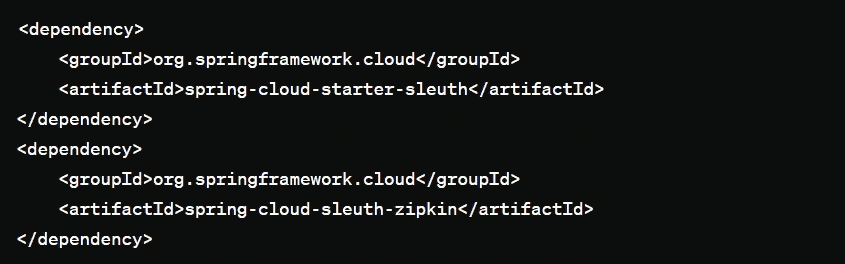 <dependency>
    <groupId>org.springframework.cloud</groupId>
    <artifactId>spring-cloud-starter-sleuth</artifactId>
</dependency>
<dependency>
    <groupId>org.springframework.cloud</groupId>
    <artifactId>spring-cloud-sleuth-zipkin</artifactId>
</dependency>